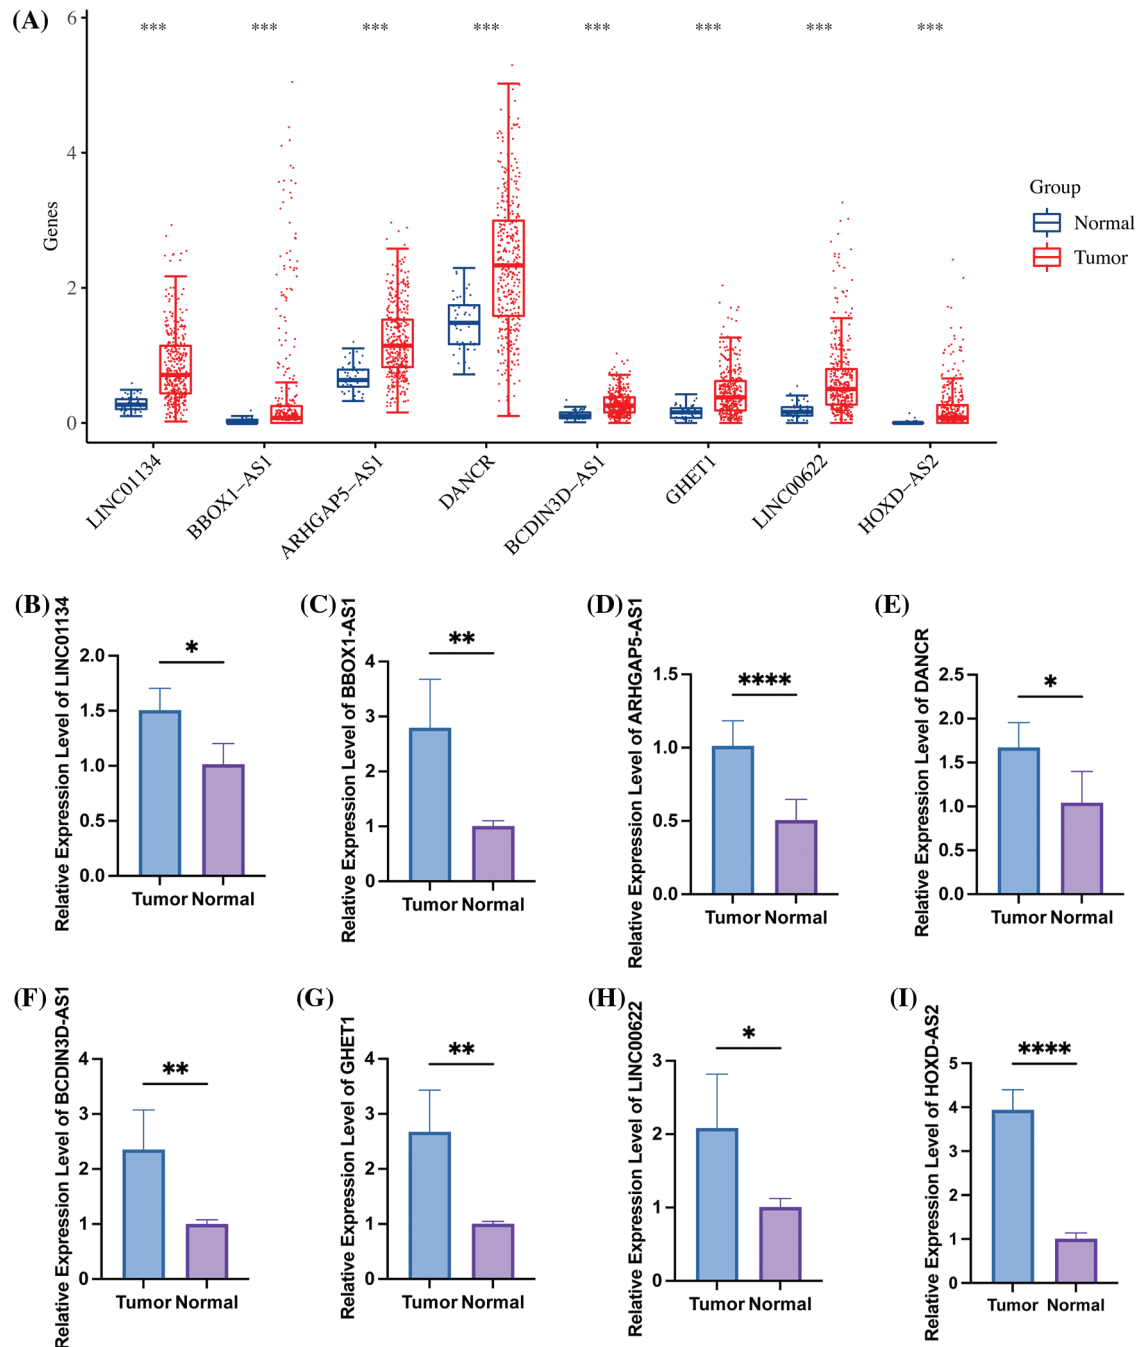 (A)
6
4
2
0
Genes
*** *** *** *** *** *** *** ***
LINC01134
BBOX1–AS1
ARHGAP5–AS1
DANCR
BCDIN3D–AS1
GHET1
LINC00622
HOXD–AS2
Group
Normal
Tumor
(B)
Relative Expression Level of LINC01134
2.0
1.5
1.0
0.5
0.0
*
Tumor Normal
(C)
Relative Expression Level of BBOX1-AS1
4
3
2
1
0
**
Tumor Normal
(D)
Relative Expression Level of ARHGAP5-AS1
1.5
1.0
0.5
0.0
****
Tumor Normal
(E)
Relative Expression Level of DANCR
2.5
2.0
1.5
1.0
0.5
0.0
*
Tumor Normal
(F)
Relative Expression Level of BCDIN3D-AS1
4
3
2
1
0
**
Tumor Normal
(G)
Relative Expression Level of GHET1
4
3
2
1
0
**
Tumor Normal
(H)
Relative Expression Level of LINC00622
3
2
1
0
*
Tumor Normal
(I)
Relative Expression Level of HOXD-AS2
5
4
4
2
1
0
****
Tumor Normal